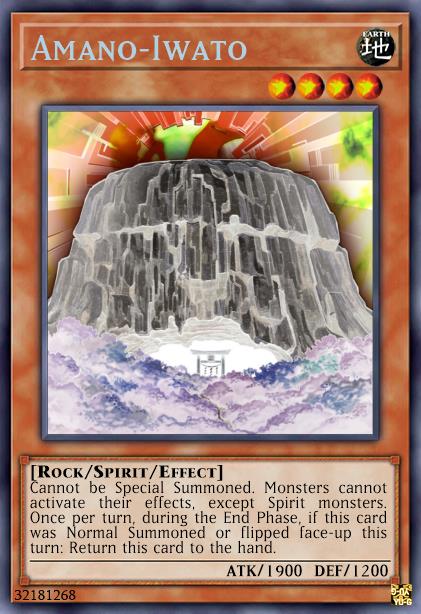 Amano-Iwato
EARTH
地
[Rock/Spirit/Effect]
Cannot be Special Summoned. Monsters cannot
activate their effects, except Spirit monsters.
Once per turn, during the End Phase, if this card
was Normal Summoned or flipped face-up this
turn: Return this card to the hand.
ATK/1900 DEF/1200
32181268